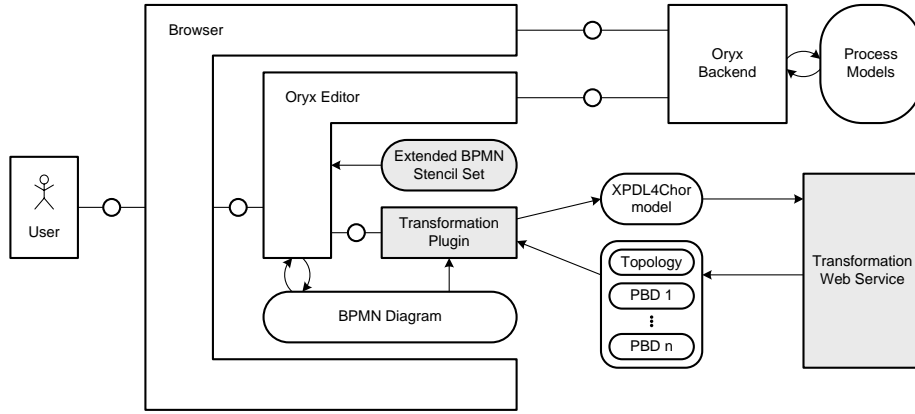 Browser
Oryx
Backend
Process
Models
Oryx Editor
Extended BPMN
Stencil Set
User
Transformation
Plugin
XPDL4Chor
model
Topology
PBD 1
PBD n
Transformation
Web Service
BPMN Diagram